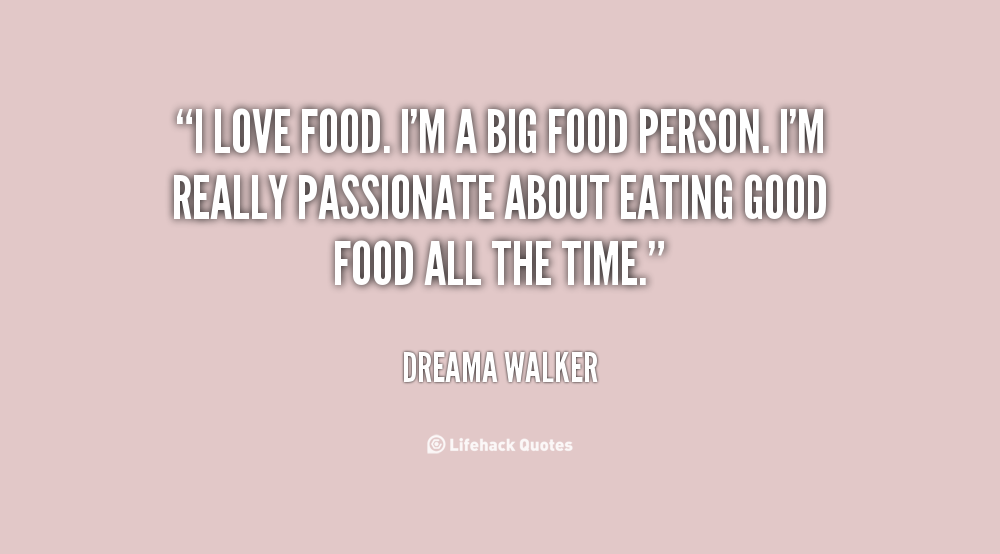 “I LOVE FOOD. I’M A BIG FOOD PERSON. I’M
REALLY PASSIONATE ABOUT EATING GOOD
FOOD ALL THE TIME.”
DREAMA WALKER
Lifehack Quotes